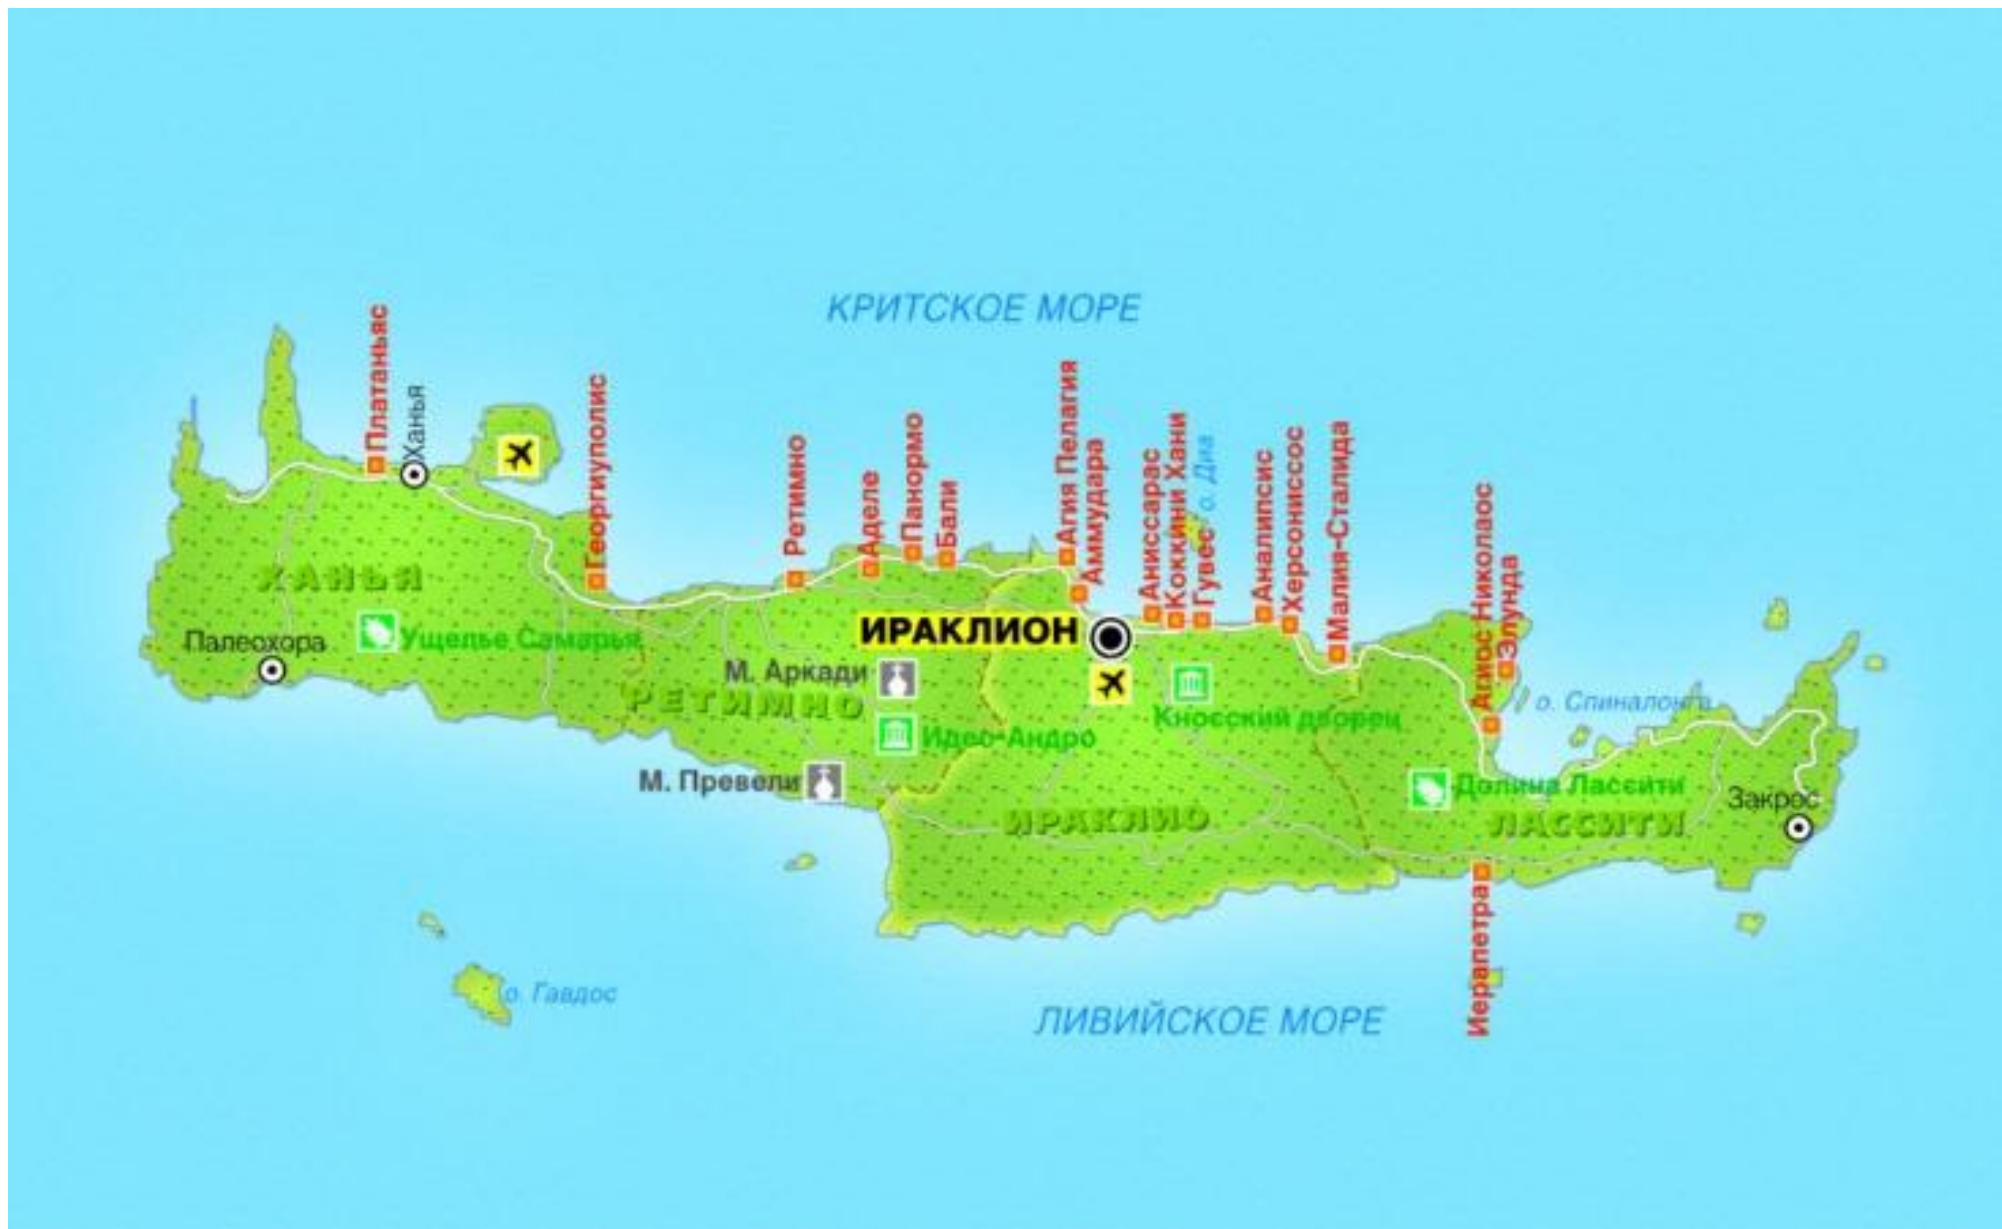 КРИТСКОЕ МОРЕ
Платаньяс
Ханья
Георгиуполис
Ретимно
Аделе
Панормо
Бали
Агия Пелагия
Аммудара
Аниссарас
Коккини Хани
о. Диа
Гувес
Аналипсис
Херсониссос
Малия-Сталида
Агиос Николаос
Элунда
ХАНЬЯ
Палеохора
Ущелье Самарья
ИРАКЛИОН
М. Аркади
РЕТИМНО
Идео-Андро
Кносский дворец
о. Спиналонга
М. Превели
Долина Лассити
ИРАКЛИО
ЛАССИТИ
Закрос
Иерапетра
о. Гавдос
ЛИВИЙСКОЕ МОРЕ